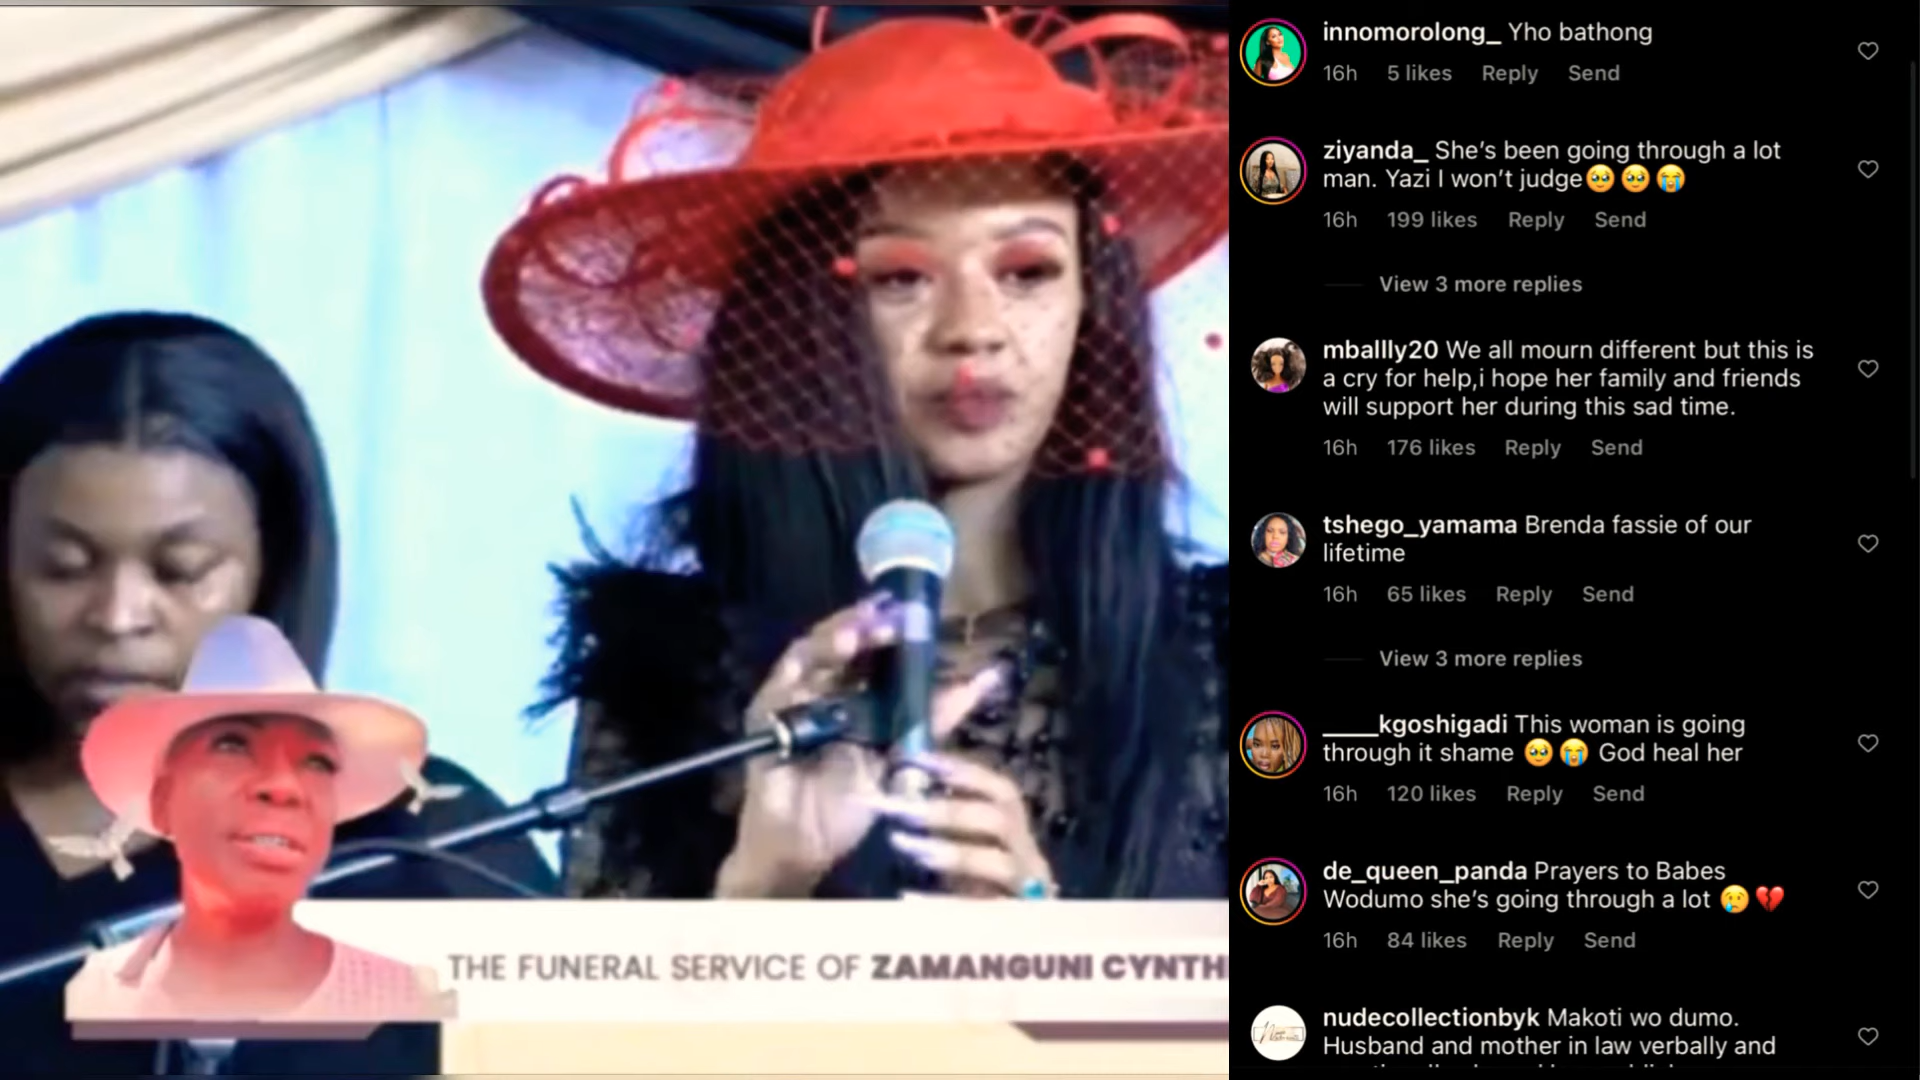 innomorolong_ Yho bathong
16h 5 likes Reply Send
ziyanda_ She's been going through a lot
man. Yazi I won't judge🥹🥹😭
16h 199 likes Reply Send
View 3 more replies
mballly20 We all mourn different but this is
a cry for help,i hope her family and friends
will support her during this sad time.
16h 176 likes Reply Send
tshego_yamama Brenda fassie of our
lifetime
16h 65 likes Reply Send
View 3 more replies
____kgoshigadi This woman is going
through it shame 🥹😭 God heal her
16h 120 likes Reply Send
de_queen_panda Prayers to Babes
Wodumo she's going through a lot 😢💔
16h 84 likes Reply Send
nudecollectionbyk Makoti wo dumo.
Husband and mother in law verbally and
THE FUNERAL SERVICE OF ZAMANGUNI CYNTH